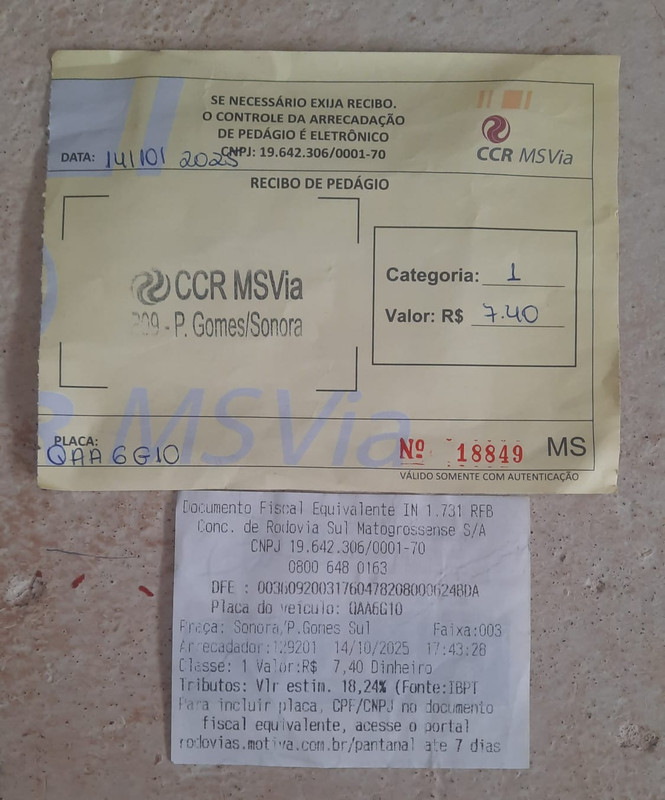 SE NECESSÁRIO EXIJA RECIBO.
O CONTROLE DA ARRECADAÇÃO
DE PEDÁGIO É ELETRÔNICO
CNPJ: 19.642.306/0001-70
CCR MSVia
DATA: 14/10/ 2025
RECIBO DE PEDÁGIO
CCR MSVia
P. Gomes/Sonora
Categoria: 1
Valor: R$ 7.40
CCR MSVia
PLACA:
QAA6G10
Nº 18849 MS
VÁLIDO SOMENTE COM AUTENTICAÇÃO
Documento Fiscal Equivalente IN 1.731 RFB
Conc. de Rodovia Sul Matogrossense S/A
CNPJ 19.642.306/0001-70
0800 648 0163
DFE :
Placa do veiculo: QAA6G10
Praça: Sonora/P.Gomes Sul Faixa:003
Arrecadador:129201 14/10/2025 17:43:28
Classe: 1 Valor:R$ 7,40 Dinheiro
Tributos: Vlr estim. 18,24% (Fonte:IBPT
Para incluir placa, CPF/CNPJ no documento
fiscal equivalente, acesse o portal
rodovias.motiva.com.br/pantanal ate 7 dias